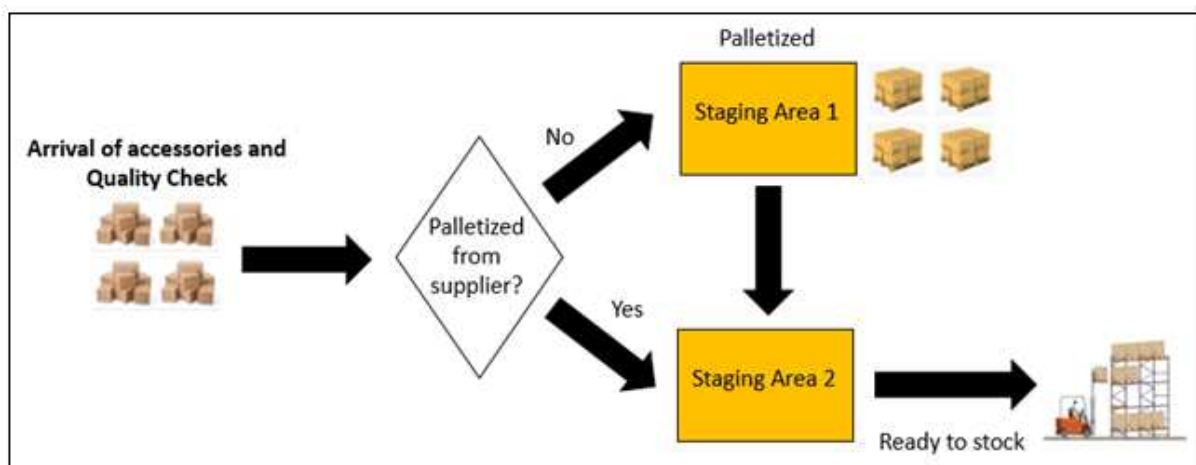 Arrival of accessories and
Quality Check
Palletized
from
supplier?
No
Yes
Palletized
Staging Area 1
Staging Area 2
Ready to stock